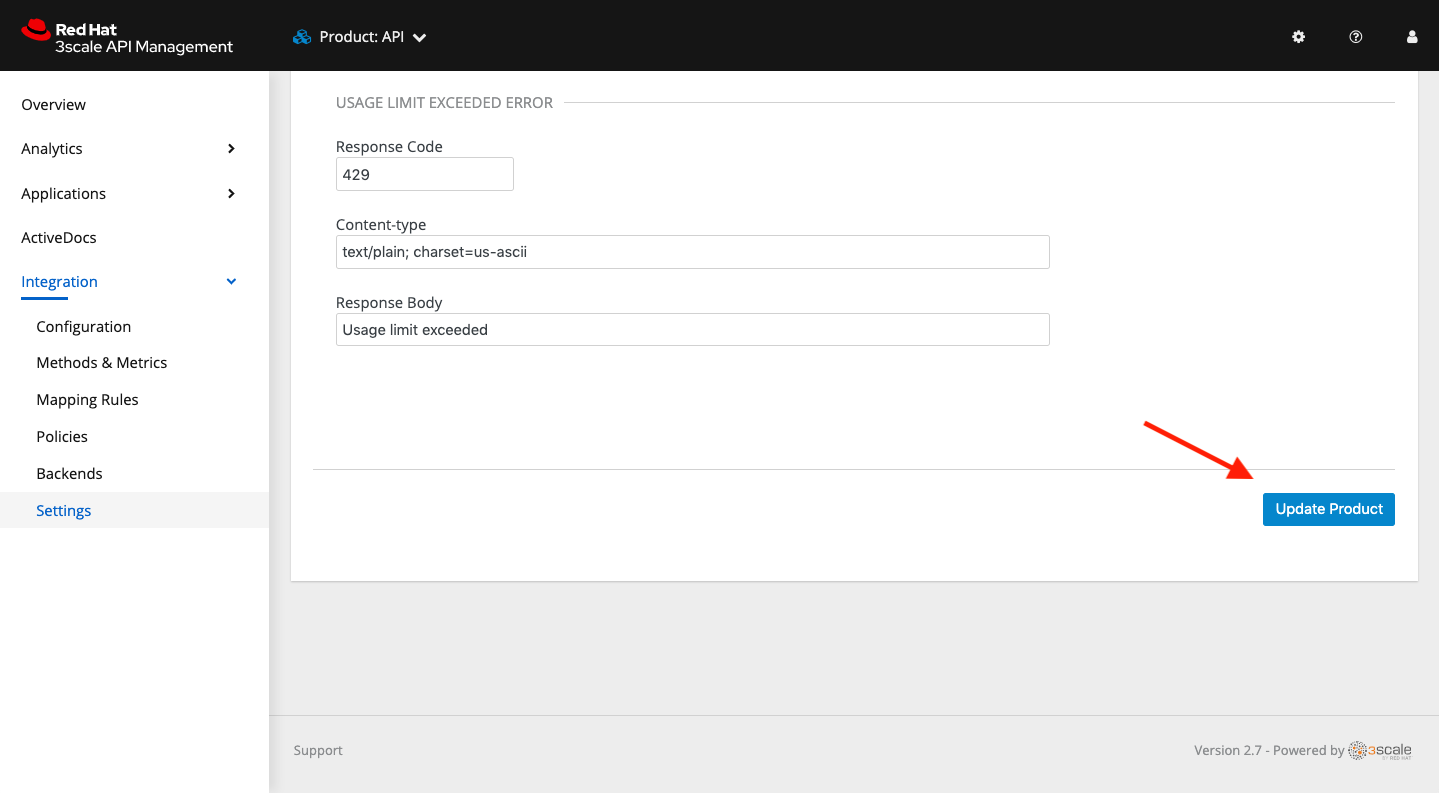 Red Hat
3scale API Management
Product: API
Overview
Analytics
Applications
ActiveDocs
Integration
Configuration
Methods & Metrics
Mapping Rules
Policies
Backends
Settings
USAGE LIMIT EXCEEDED ERROR
Response Code
429
Content-type
text/plain; charset=us-ascii
Response Body
Usage limit exceeded
Update Product
Support
Version 2.7 - Powered by 3scale
BY RED HAT